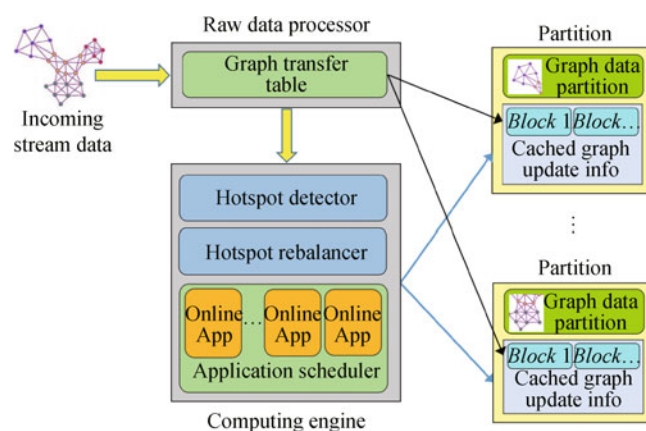 Raw data processor
Graph transfer
table
Incoming
stream data
Hotspot detector
Hotspot rebalancer
Online
App
...
Online
App
Online
App
Application scheduler
Computing engine
Partition
Graph data
partition
Block 1
Block...
Cached graph
update info
⋮
Partition
Graph data
partition
Block 1
Block...
Cached graph
update info